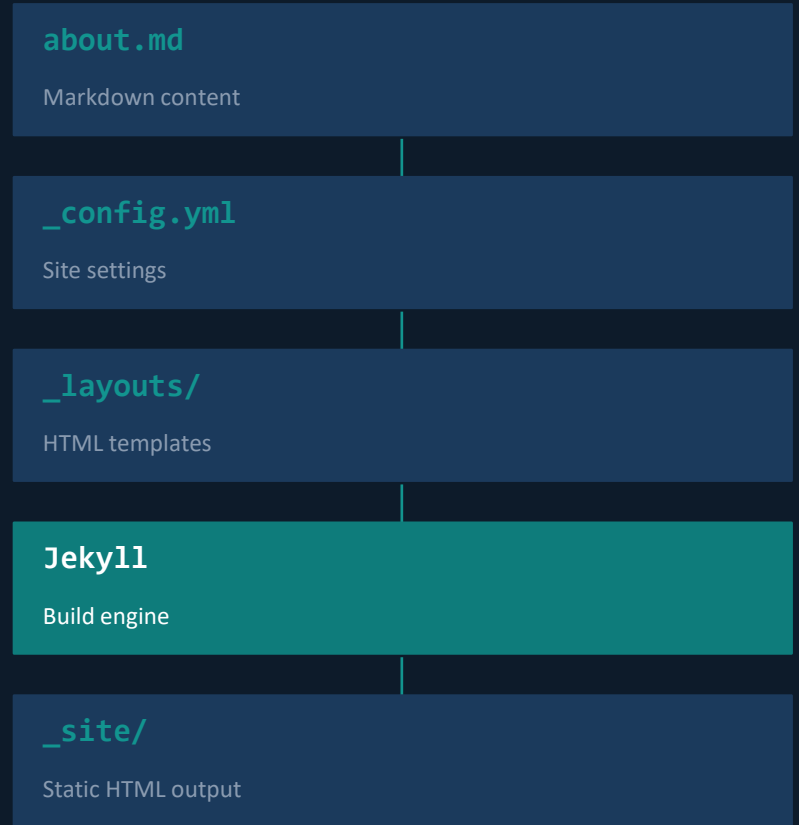 about.md
Markdown content
_config.yml
Site settings
_layouts/
HTML templates
Jekyll
Build engine
_site/
Static HTML output